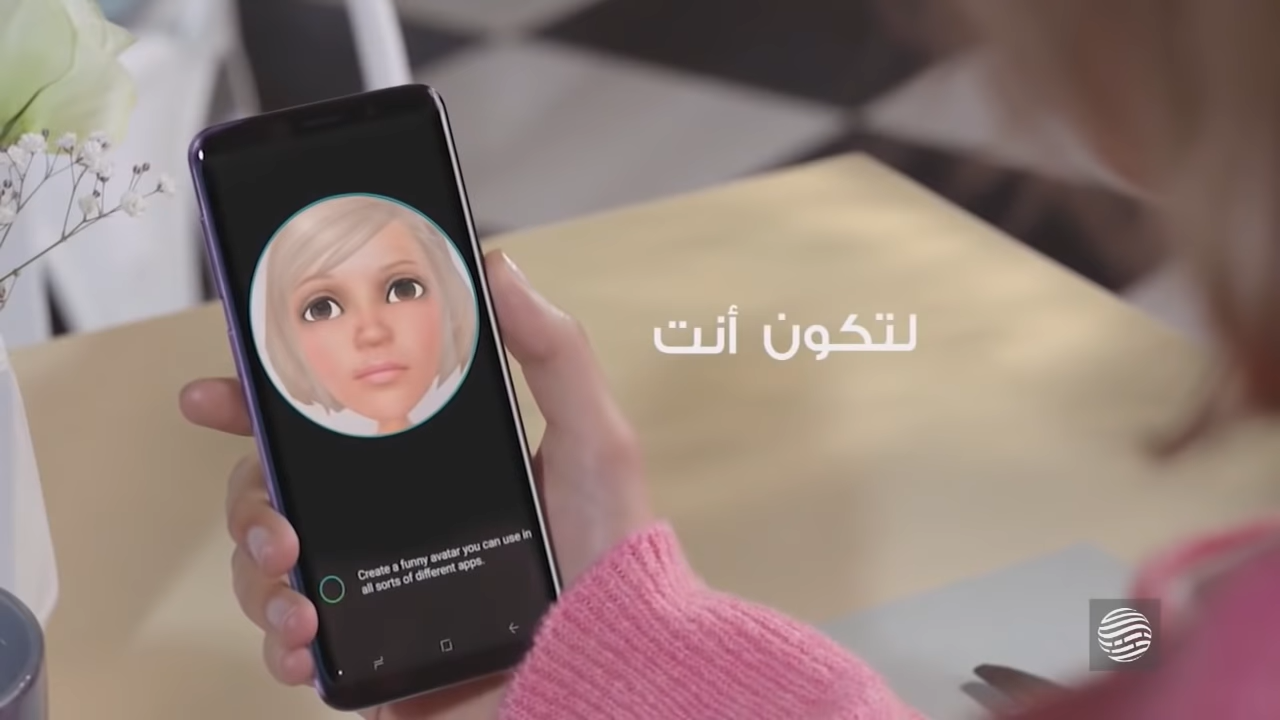 لتكون أنت
Create a funny avatar you can use in
all sorts of different apps.